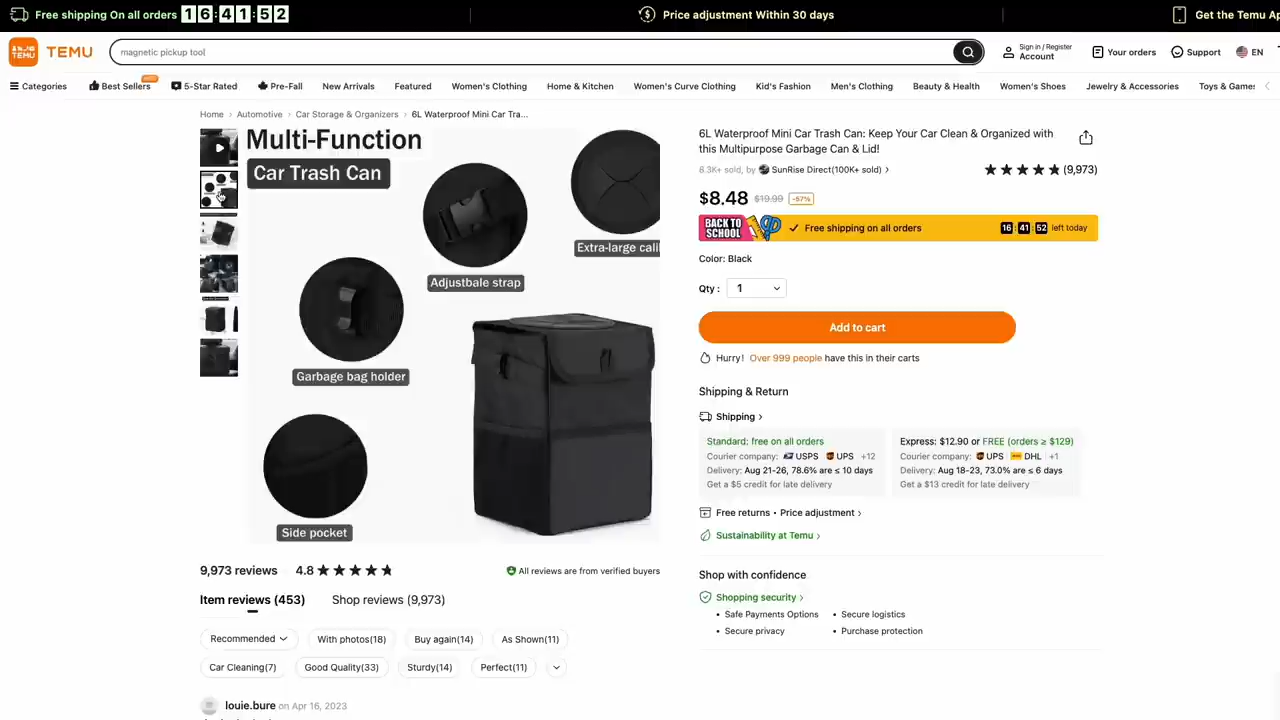 Free shipping On all orders 16:41:52
Price adjustment Within 30 days
Get the Temu Ap
TEMU
TEMU
magnetic pickup tool
Sign in / Register
Account
Your orders
Support
EN
Categories
Best Sellers
HOT
5-Star Rated
Pre-Fall
New Arrivals
Featured
Women's Clothing
Home & Kitchen
Women's Curve Clothing
Kid's Fashion
Men's Clothing
Beauty & Health
Women's Shoes
Jewelry & Accessories
Toys & Games
Home > Automotive > Car Storage & Organizers > 6L Waterproof Mini Car Tra...
Multi-Function
Car Trash Can
Extra-large cali
Adjustbale strap
Garbage bag holder
Side pocket
6L Waterproof Mini Car Trash Can: Keep Your Car Clean & Organized with
this Multipurpose Garbage Can & Lid!
6.3K+ sold, by SunRise Direct(100K+ sold) >
(9,973)
$8.48 $19.99 -57%
BACK TO
SCHOOL
Free shipping on all orders
16:41:52 left today
Color: Black
Qty : 1
Add to cart
Hurry! Over 999 people have this in their carts
Shipping & Return
Shipping >
Standard: free on all orders
Courier company: USPS UPS +12
Delivery: Aug 21-26, 78.6% are ≤ 10 days
Get a $5 credit for late delivery
Express: $12.90 or FREE (orders ≥ $129)
Courier company: UPS DHL +1
Delivery: Aug 18-23, 73.0% are ≤ 6 days
Get a $13 credit for late delivery
Free returns • Price adjustment >
Sustainability at Temu >
Shop with confidence
Shopping security >
• Safe Payments Options
• Secure logistics
• Secure privacy
• Purchase protection
9,973 reviews 4.8
All reviews are from verified buyers
Item reviews (453)
Shop reviews (9,973)
Recommended
With photos(18)
Buy again(14)
As Shown(11)
Car Cleaning(7)
Good Quality(33)
Sturdy(14)
Perfect(11)
louie.bure on Apr 16, 2023